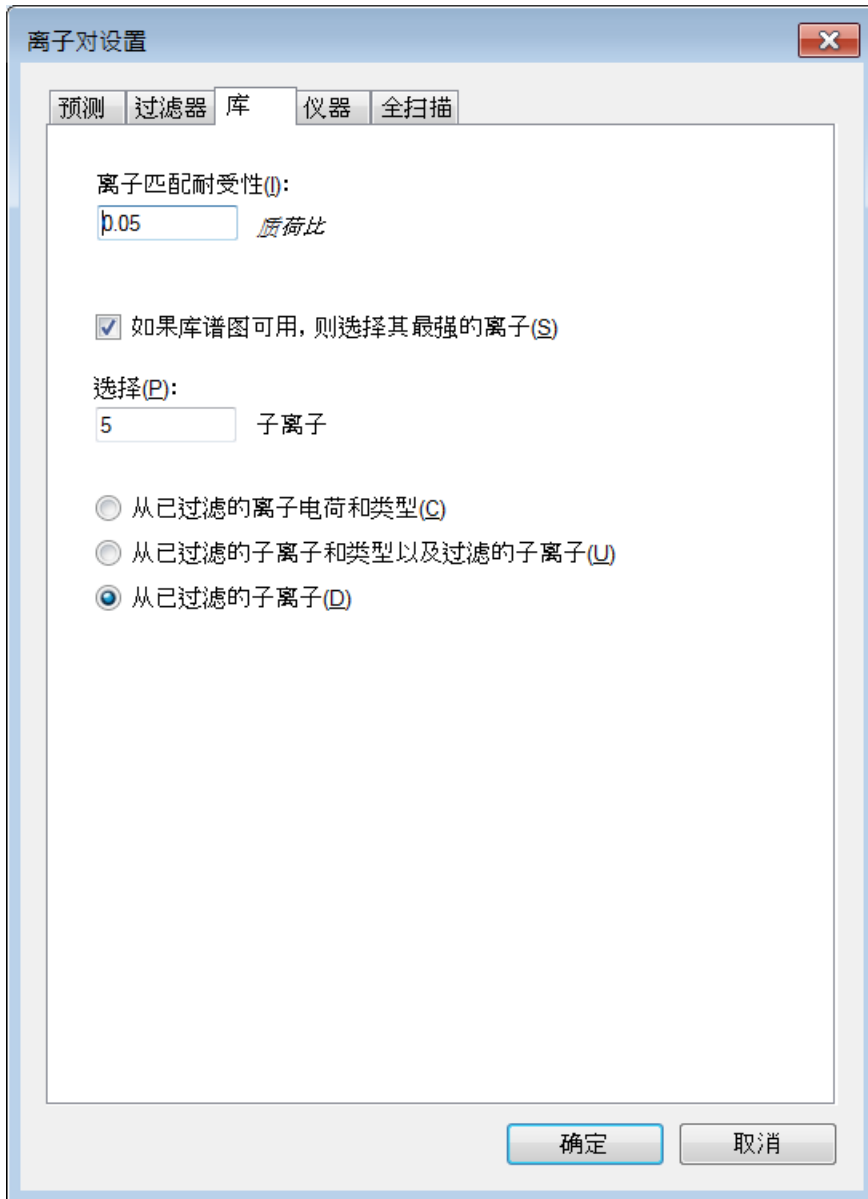 离子对设置
预测 过滤器 库 仪器 全扫描
离子匹配耐受性(I):
0.05 质荷比
如果库谱图可用，则选择其最强的离子(S)
选择(P):
5 子离子
从已过滤的离子电荷和类型(C)
从已过滤的子离子和类型以及过滤的子离子(U)
从已过滤的子离子(D)
确定 取消